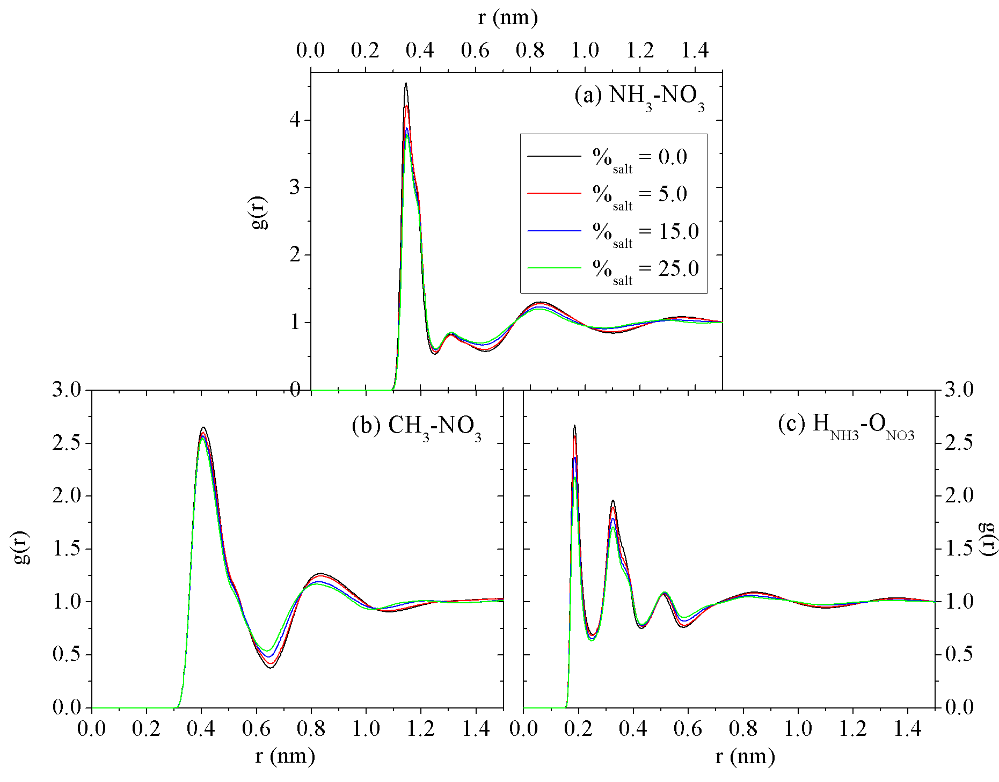 r (nm)
0.0 0.2 0.4 0.6 0.8 1.0 1.2 1.4
(a) NH₃-NO₃
4
%salt = 0.0
3
%salt = 5.0
g(r)
%salt = 15.0
2
%salt = 25.0
1
0
3.0
(b) CH₃-NO₃
2.5
2.0
g(r)
1.5
1.0
0.5
0.0
0.0 0.2 0.4 0.6 0.8 1.0 1.2 1.4
r (nm)
3.0
(c) H_NH3-O_NO3
2.5
2.0
g(r)
1.5
1.0
0.5
0.0
0.0 0.2 0.4 0.6 0.8 1.0 1.2 1.4
r (nm)